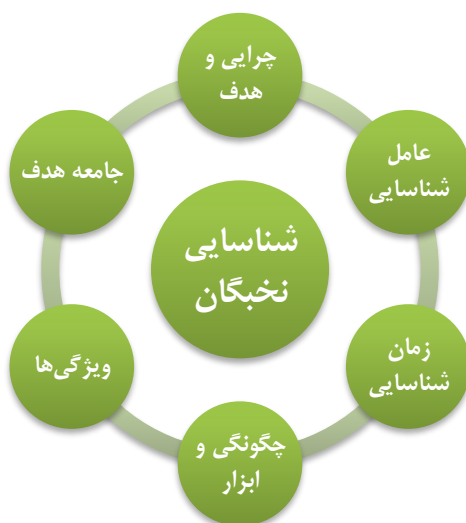 چرایی و
هدف
عامل
شناسایی
زمان
شناسایی
چگونگی و
ابزار
ویژگی‌ها
جامعه هدف
شناسایی
نخبگان